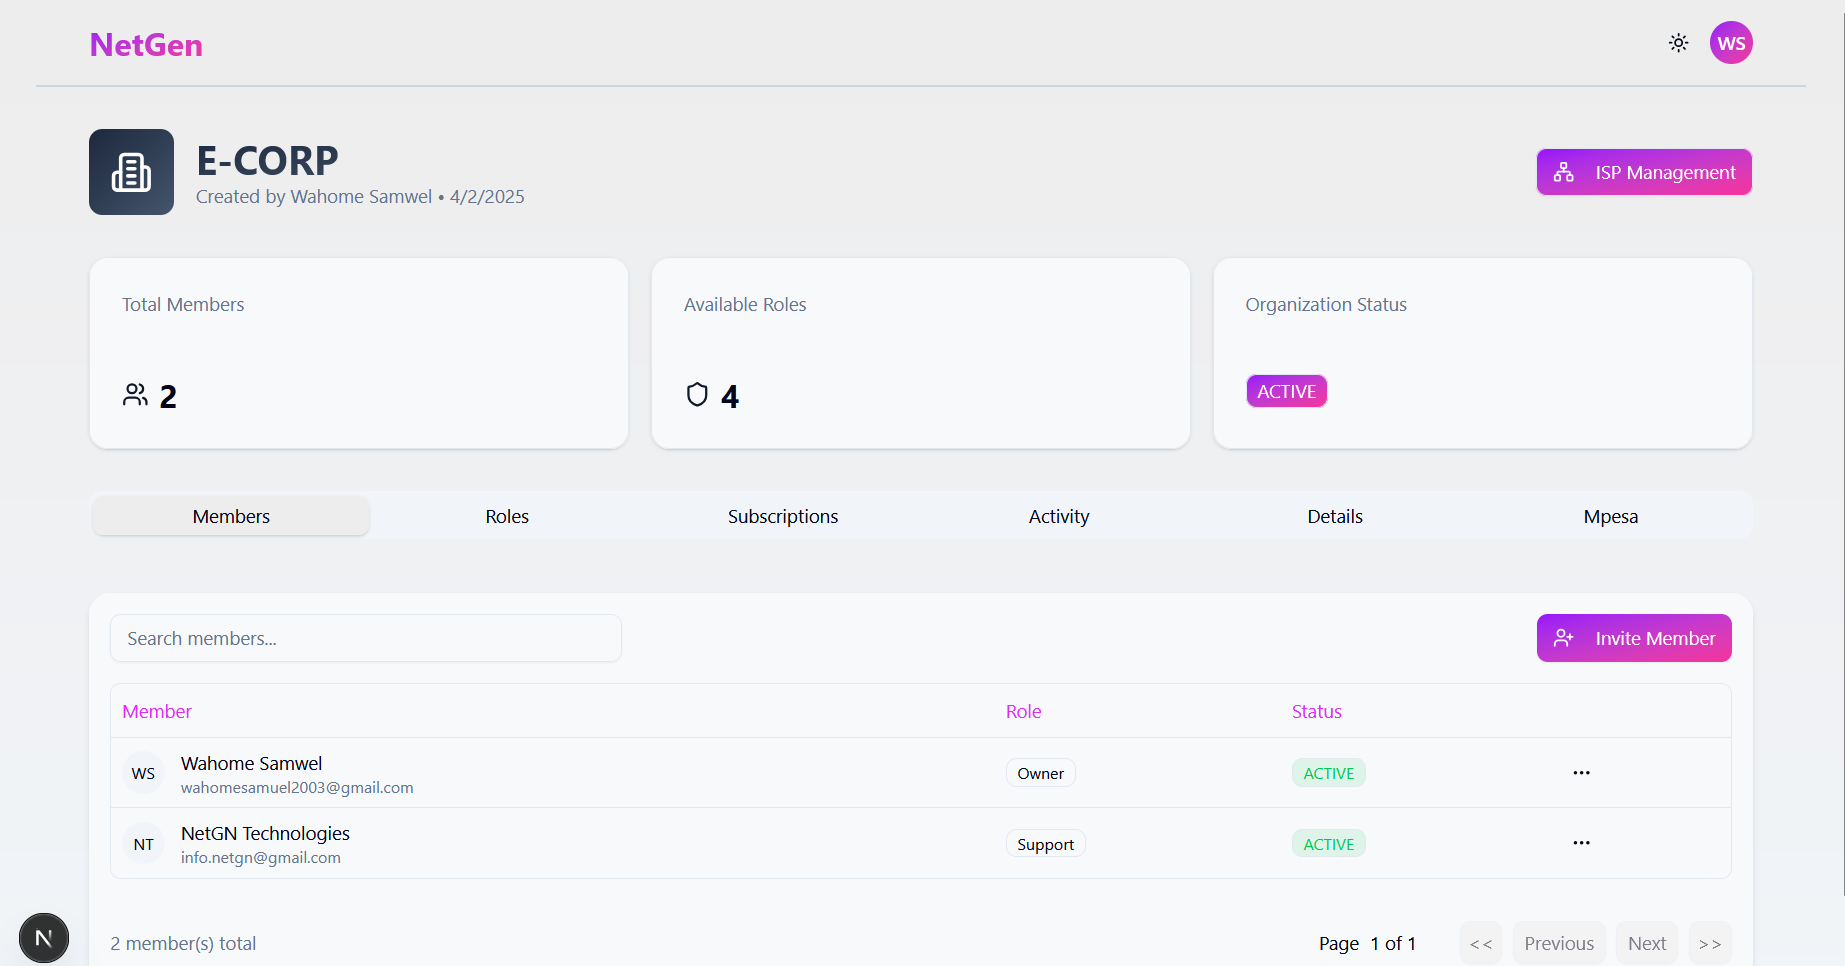 NetGen
WS
E-CORP
Created by Wahome Samwel • 4/2/2025
ISP Management
Total Members
2
Available Roles
4
Organization Status
ACTIVE
Members Roles Subscriptions Activity Details Mpesa
Search members...
Invite Member
Member Role Status
WS Wahome Samwel Owner ACTIVE ...
wahomesamuel2003@gmail.com
NT NetGN Technologies Support ACTIVE ...
info.netgn@gmail.com
N
2 member(s) total Page 1 of 1 << Previous Next >>